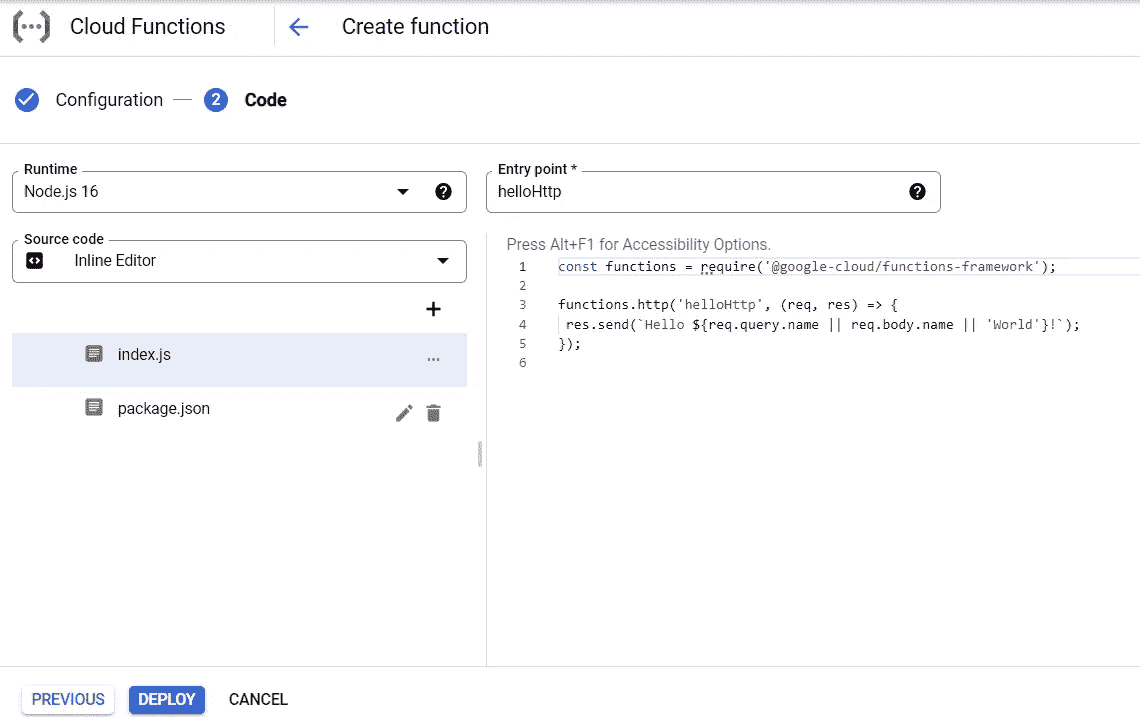 Cloud Functions
Create function
Configuration
2 Code
Runtime
Node.js 16
Entry point *
helloHttp
Source code
Inline Editor
index.js
package.json
Press Alt+F1 for Accessibility Options.
1 const functions = require('@google-cloud/functions-framework');
2
3 functions.http('helloHttp', (req, res) => {
4 res.send(`Hello ${req.query.name || req.body.name || 'World'}!`);
5 });
6
PREVIOUS DEPLOY CANCEL